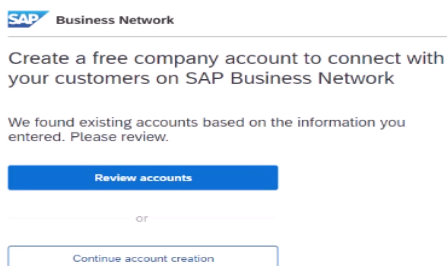 SAP Business Network
Create a free company account to connect with
your customers on SAP Business Network
We found existing accounts based on the information you
entered. Please review.
Review accounts
or
Continue account creation